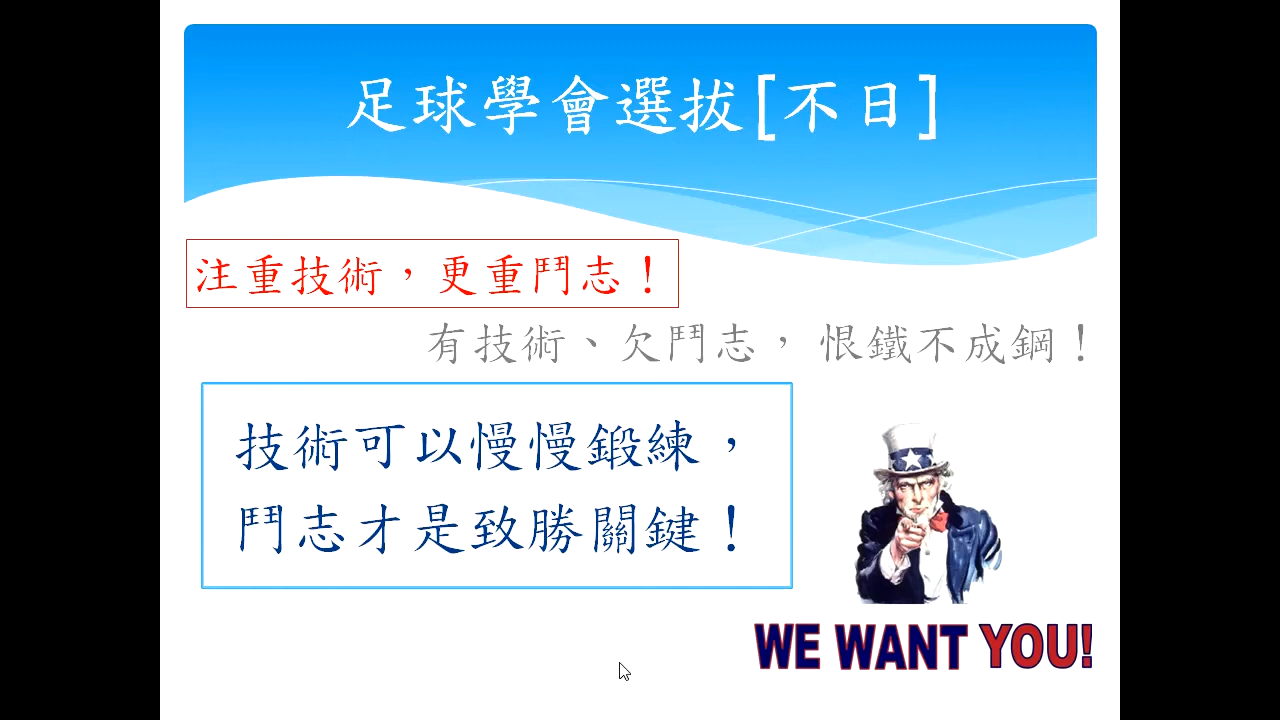 足球學會選拔[不日]
注重技術，更重鬥志！
有技術、欠鬥志， 恨鐵不成鋼！
技術可以慢慢鍛練，
鬥志才是致勝關鍵！
WE WANT YOU!